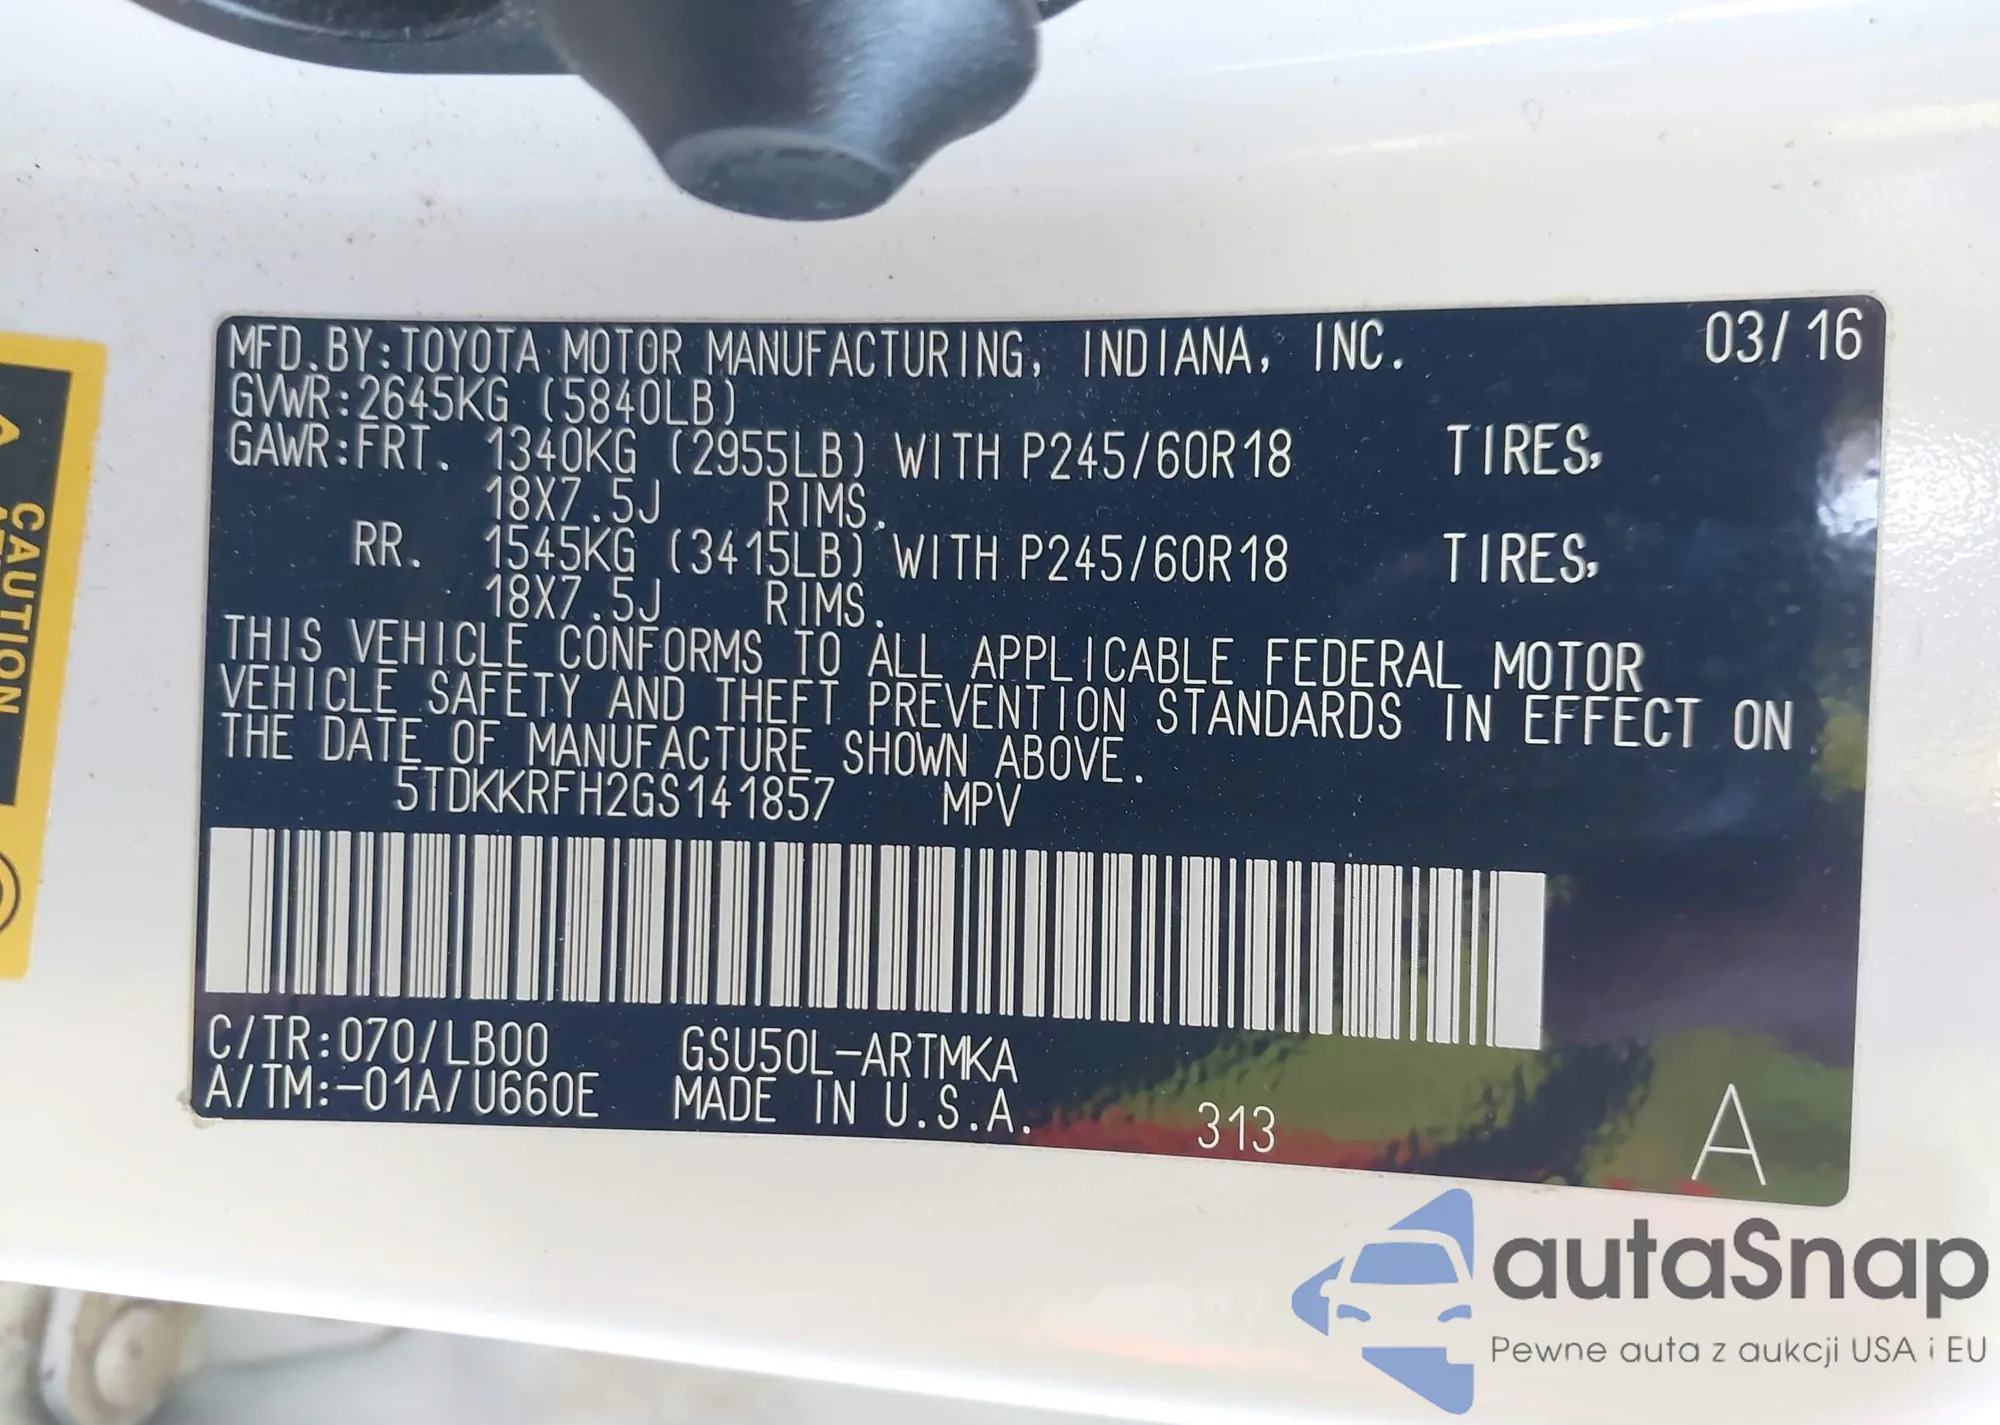 MFD.BY:TOYOTA MOTOR MANUFACTURING, INDIANA, INC. 03/16
GVWR:2645KG (5840LB)
GAWR:FRT. 1340KG (2955LB) WITH P245/60R18 TIRES,
18X7.5J RIMS.
RR. 1545KG (3415LB) WITH P245/60R18 TIRES,
18X7.5J RIMS.
THIS VEHICLE CONFORMS TO ALL APPLICABLE FEDERAL MOTOR
VEHICLE SAFETY AND THEFT PREVENTION STANDARDS IN EFFECT ON
THE DATE OF MANUFACTURE SHOWN ABOVE.
5TDKKRFH2GS141857 MPV
C/TR:070/LB00 GSU50L-ARTMKA
A/TM:-01A/U660E MADE IN U.S.A. 313 A
CAUTION
autaSnap
Pewne auta z aukcji USA i EU